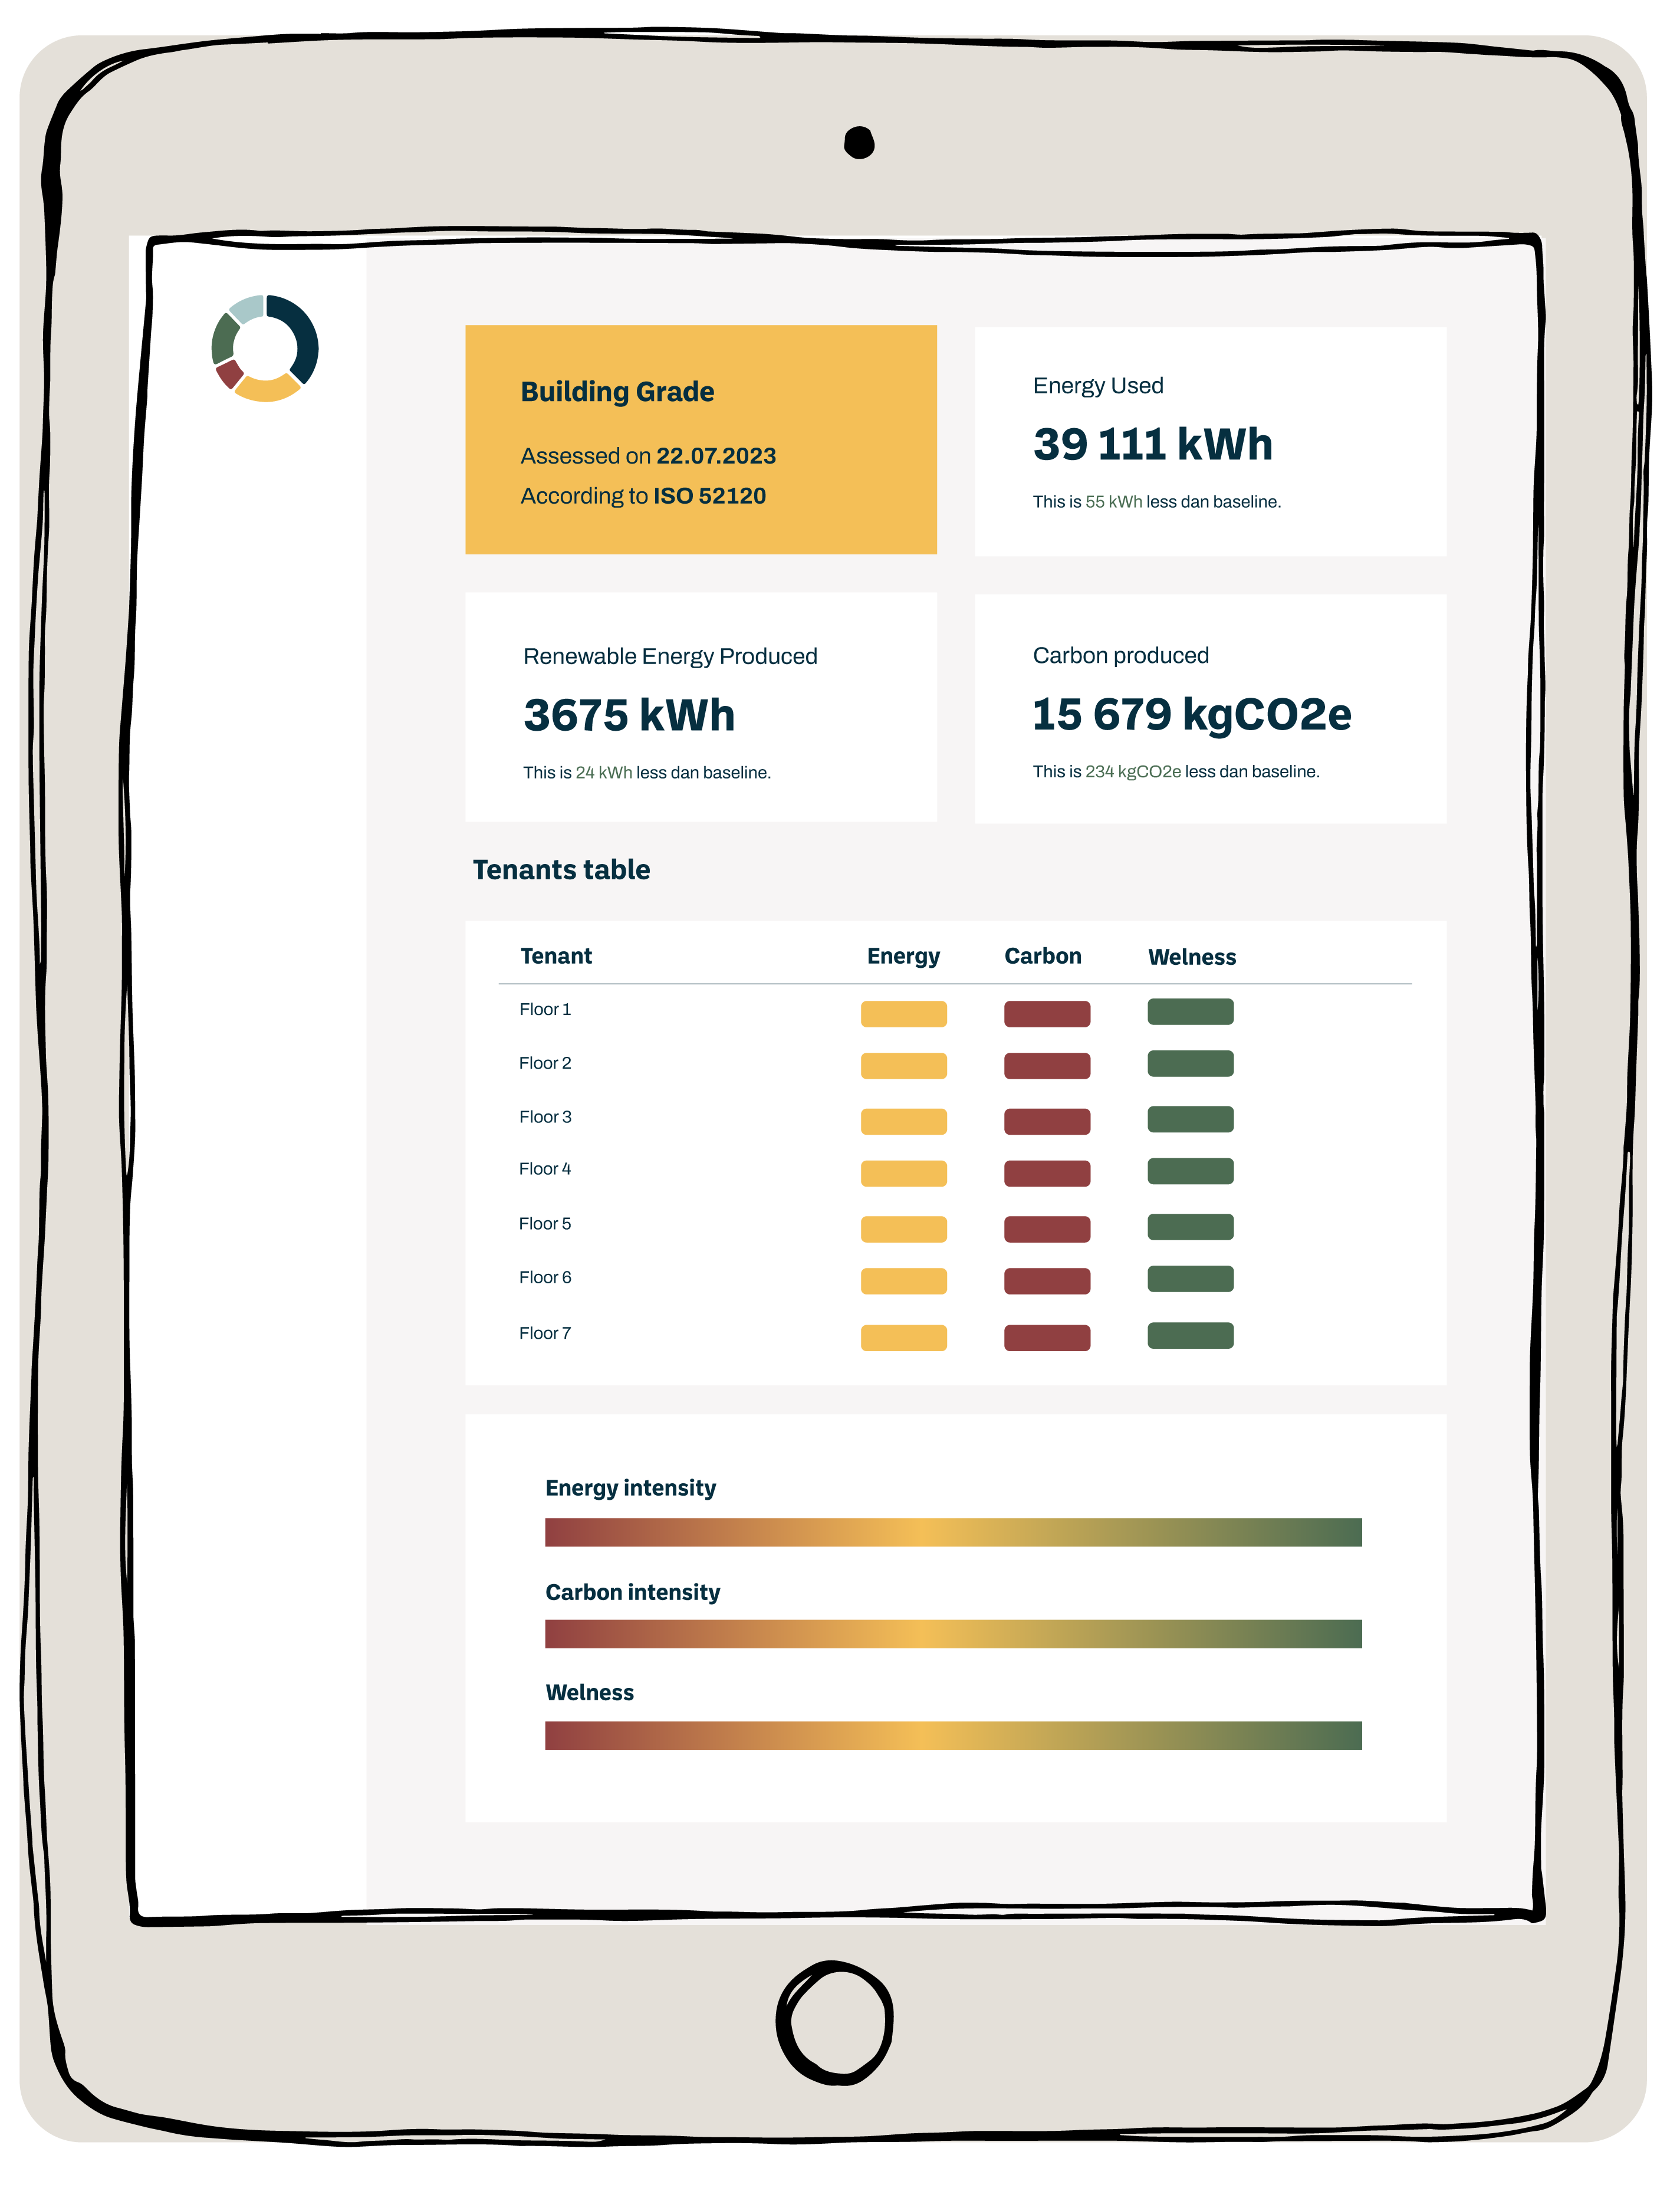 Building Grade
Assessed on 22.07.2023
According to ISO 52120
Energy Used
39 111 kWh
This is 55 kWh less dan baseline.
Renewable Energy Produced
3675 kWh
This is 24 kWh less dan baseline.
Carbon produced
15 679 kgCO2e
This is 234 kgCO2e less dan baseline.
Tenants table
Tenant Energy Carbon Welness
Floor 1
Floor 2
Floor 3
Floor 4
Floor 5
Floor 6
Floor 7
Energy intensity
Carbon intensity
Welness